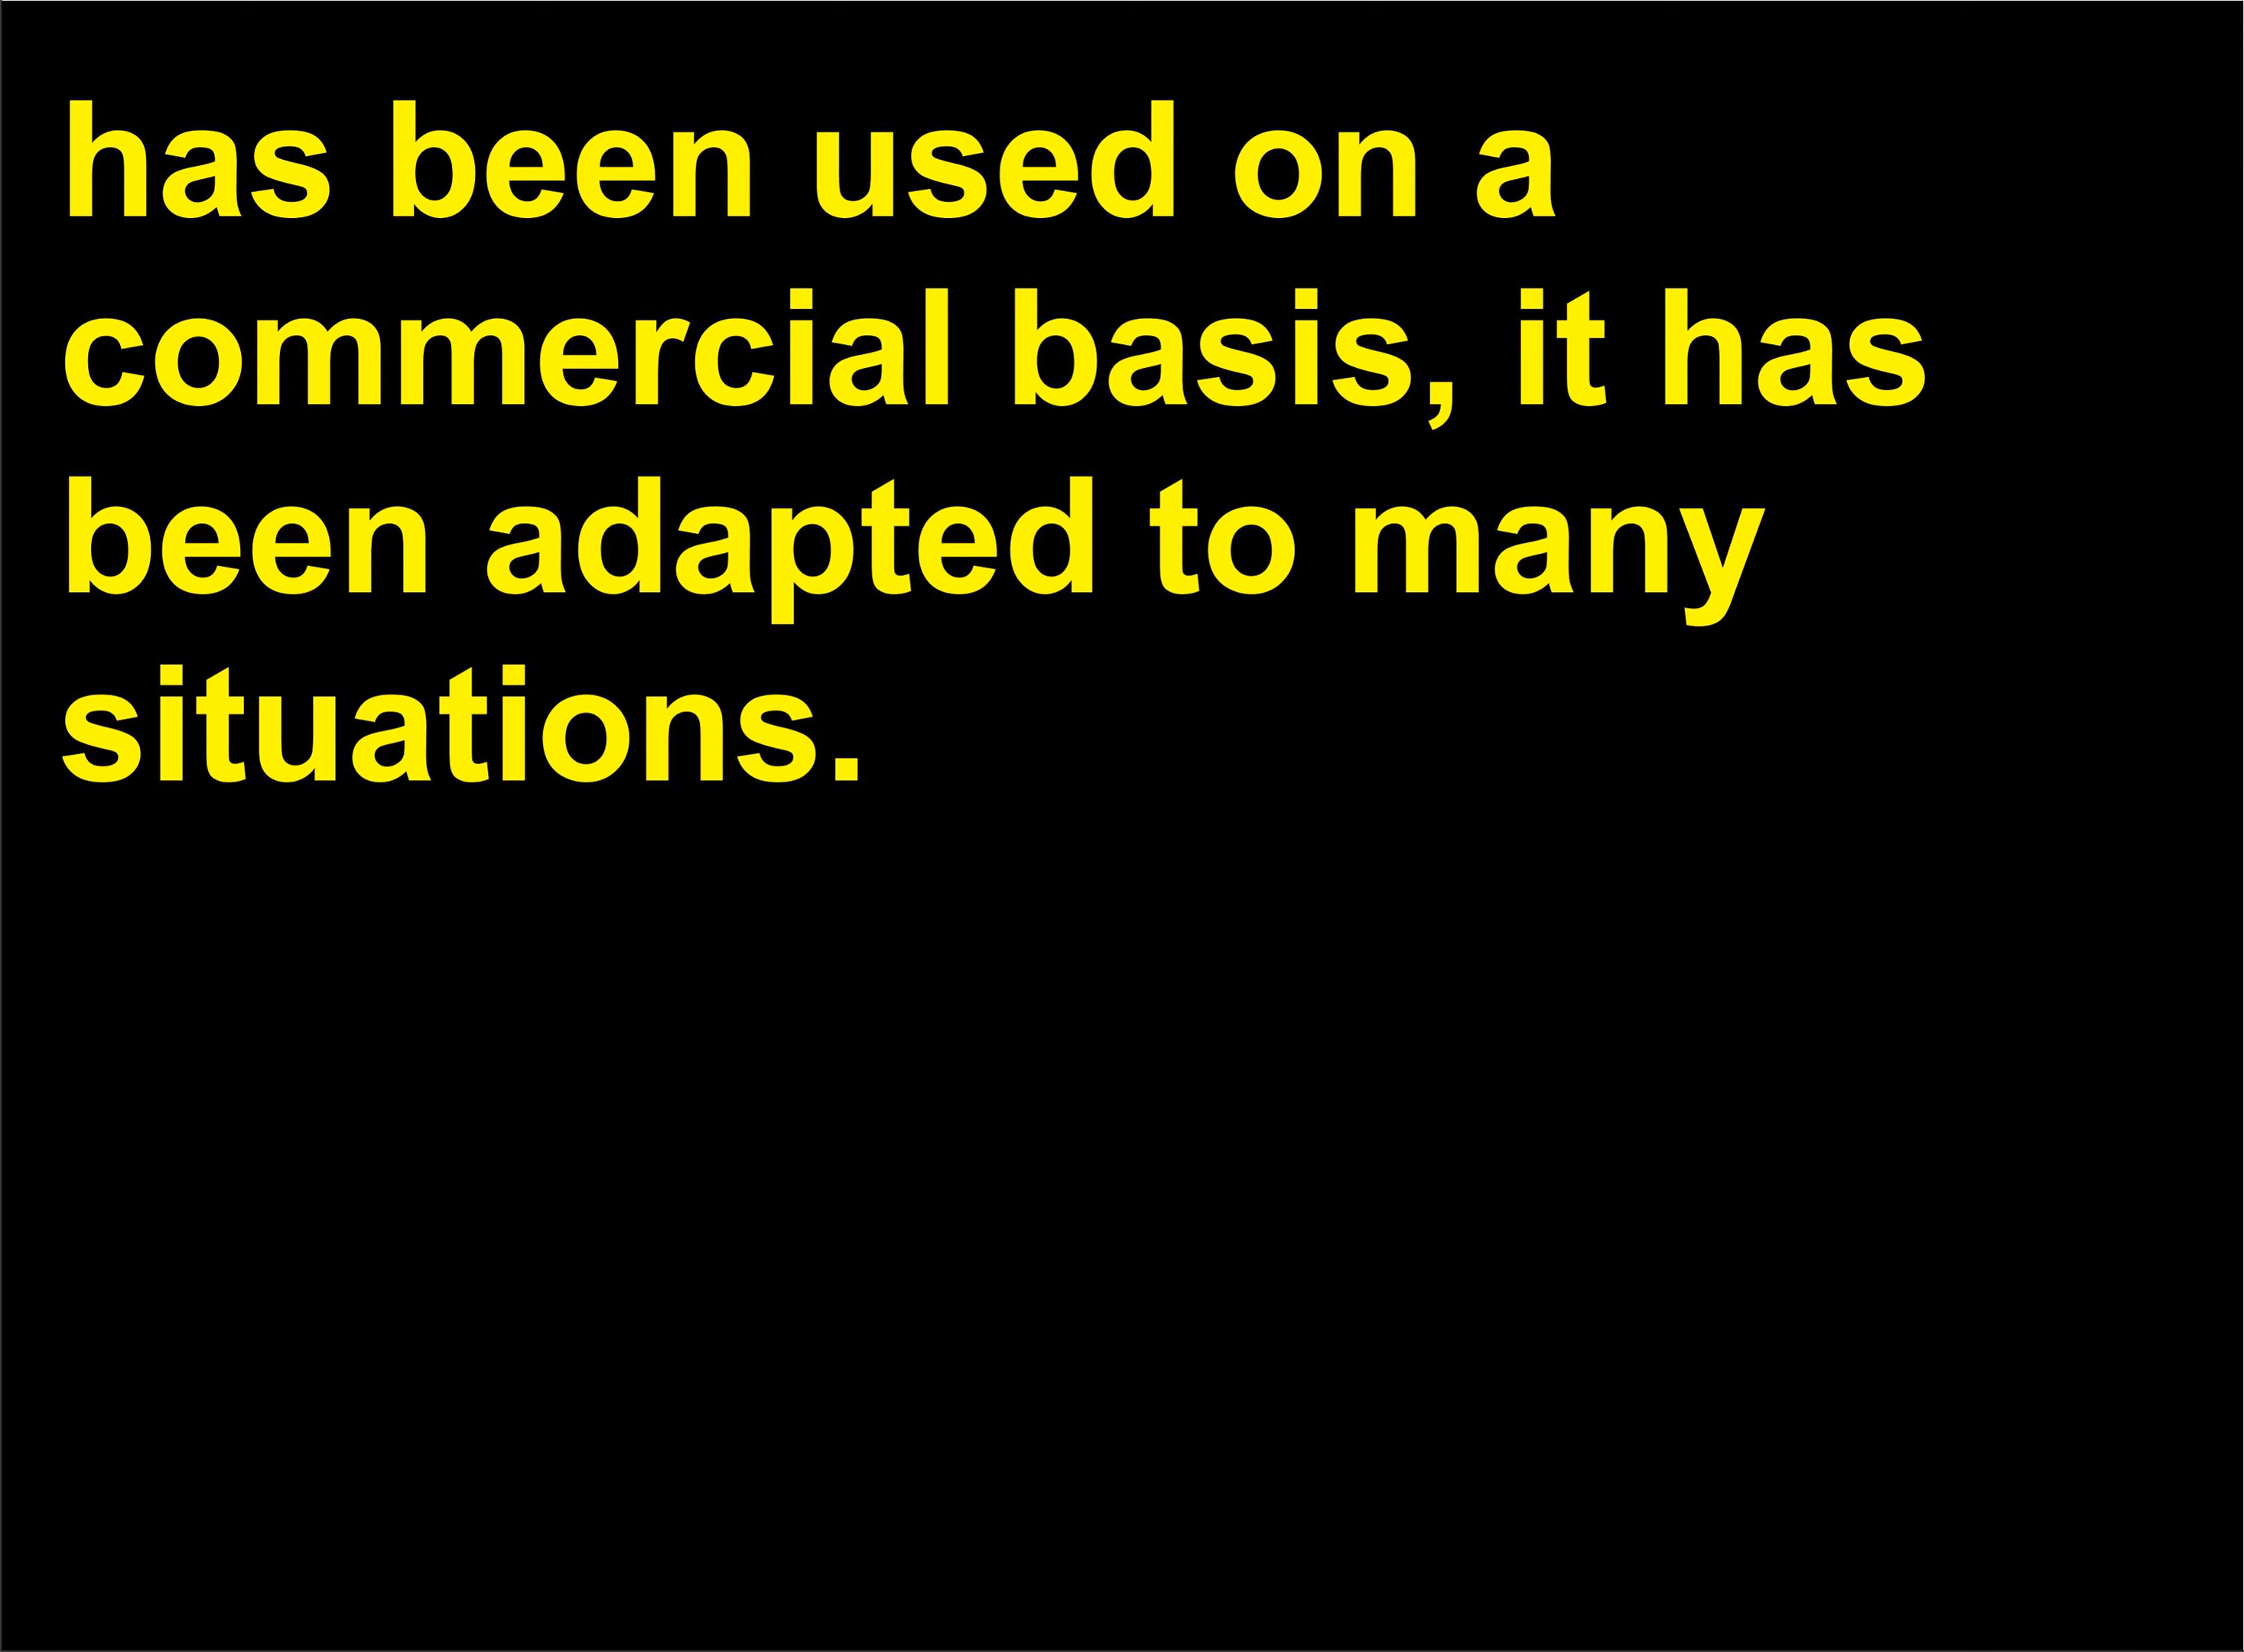 has been used on a
commercial basis, it has
been adapted to many
situations.